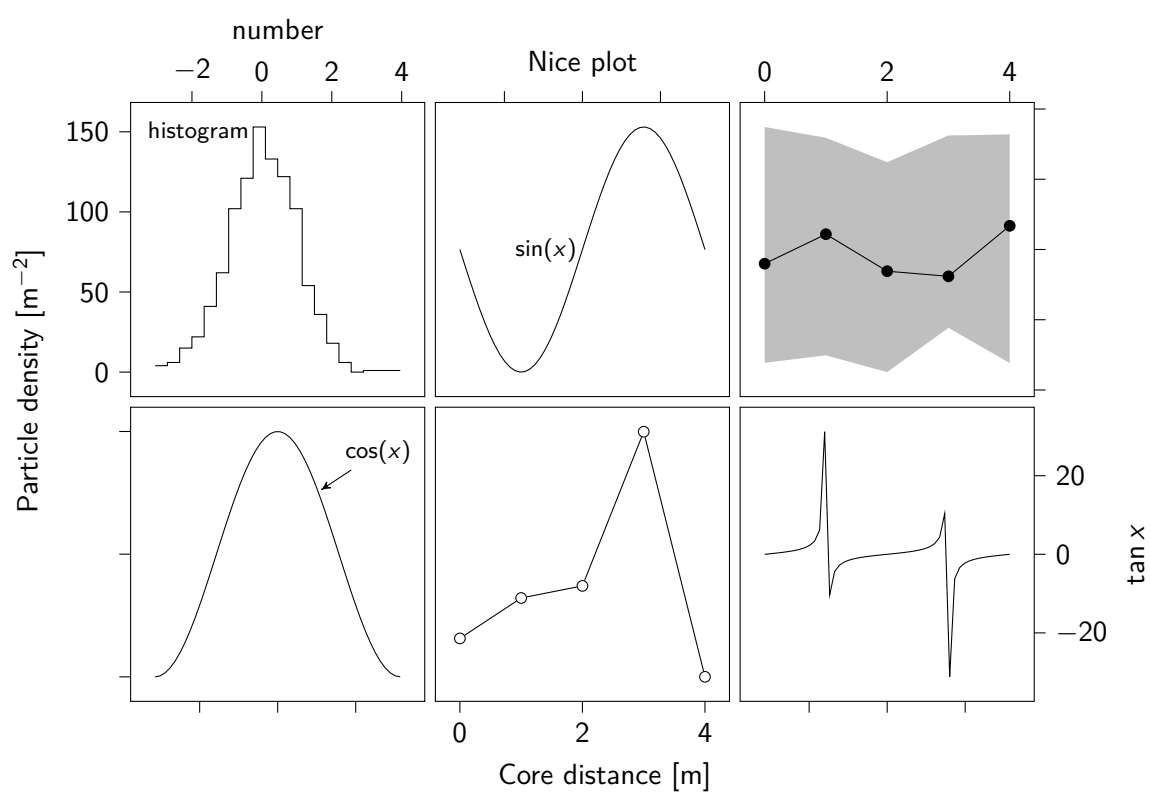 number
−2 0 2 4
Nice plot
0 2 4
histogram
150
100
50
0
sin(x)
Particle density [m⁻²]
cos(x)
20
0
−20
tan x
0 2 4
Core distance [m]